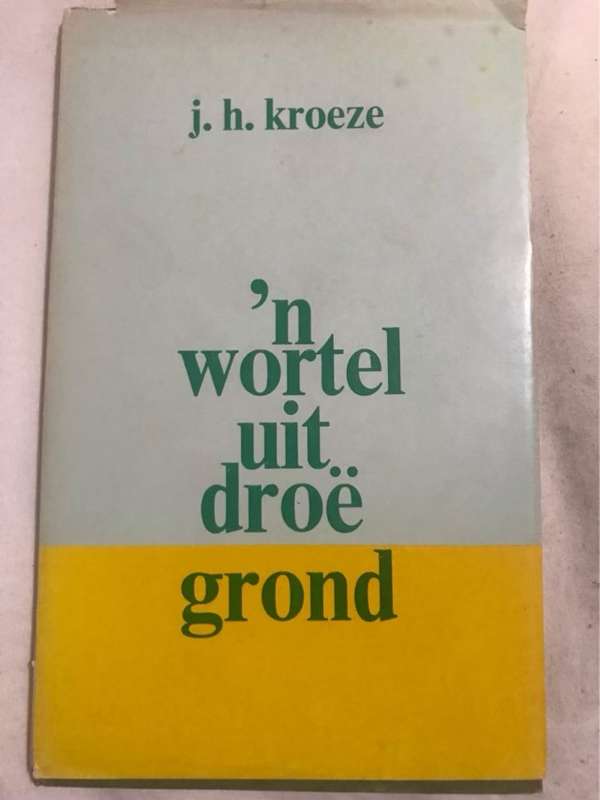 j. h. kroeze
’n
wortel
uit
droë
grond